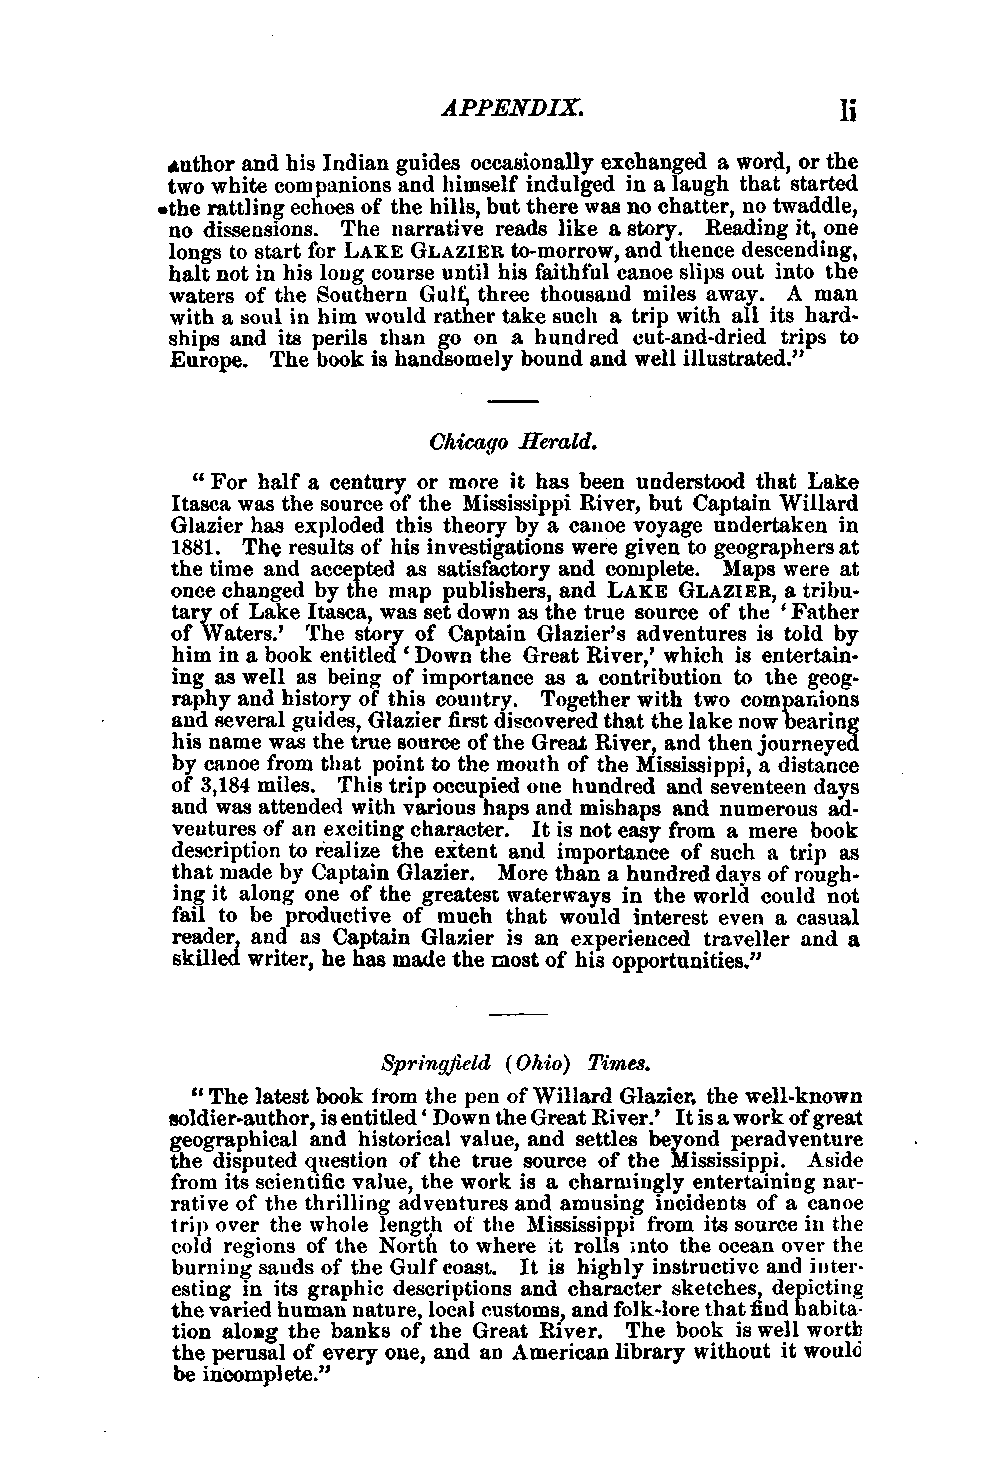 APPENDIX. li
author and his Indian guides occasionally exchanged a word, or the
two white companions and himself indulged in a laugh that started
the rattling echoes of the hills, but there was no chatter, no twaddle,
no dissensions. The narrative reads like a story. Reading it, one
longs to start for LAKE GLAZIER to-morrow, and thence descending,
halt not in his long course until his faithful canoe slips out into the
waters of the Southern Gulf, three thousand miles away. A man
with a soul in him would rather take such a trip with all its hard-
ships and its perils than go on a hundred cut-and-dried trips to
Europe. The book is handsomely bound and well illustrated."
Chicago Herald.
"For half a century or more it has been understood that Lake
Itasca was the source of the Mississippi River, but Captain Willard
Glazier has exploded this theory by a canoe voyage undertaken in
1881. The results of his investigations were given to geographers at
the time and accepted as satisfactory and complete. Maps were at
once changed by the map publishers, and LAKE GLAZIER, a tribu-
tary of Lake Itasca, was set down as the true source of the 'Father
of Waters.' The story of Captain Glazier's adventures is told by
him in a book entitled 'Down the Great River,' which is entertain-
ing as well as being of importance as a contribution to the geog-
raphy and history of this country. Together with two companions
and several guides, Glazier first discovered that the lake now bearing
his name was the true source of the Great River, and then journeyed
by canoe from that point to the mouth of the Mississippi, a distance
of 3,184 miles. This trip occupied one hundred and seventeen days
and was attended with various haps and mishaps and numerous ad-
ventures of an exciting character. It is not easy from a mere book
description to realize the extent and importance of such a trip as
that made by Captain Glazier. More than a hundred days of rough-
ing it along one of the greatest waterways in the world could not
fail to be productive of much that would interest even a casual
reader, and as Captain Glazier is an experienced traveller and a
skilled writer, he has made the most of his opportunities."
Springfield (Ohio) Times.
"The latest book from the pen of Willard Glazier, the well-known
soldier-author, is entitled 'Down the Great River.' It is a work of great
geographical and historical value, and settles beyond peradventure
the disputed question of the true source of the Mississippi. Aside
from its scientific value, the work is a charmingly entertaining nar-
rative of the thrilling adventures and amusing incidents of a canoe
trip over the whole length of the Mississippi from its source in the
cold regions of the North to where it rolls into the ocean over the
burning sands of the Gulf coast. It is highly instructive and inter-
esting in its graphic descriptions and character sketches, depicting
the varied human nature, local customs, and folk-lore that find habita-
tion along the banks of the Great River. The book is well worth
the perusal of every one, and an American library without it would
be incomplete."